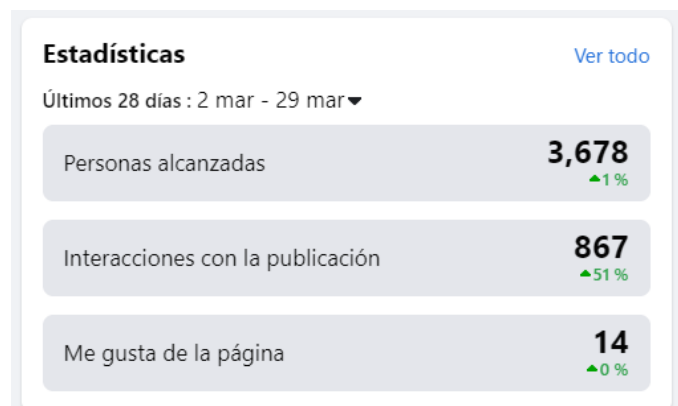 Estadísticas Ver todo
Últimos 28 días : 2 mar - 29 mar
Personas alcanzadas 3,678
1 %
Interacciones con la publicación 867
51 %
Me gusta de la página 14
0 %